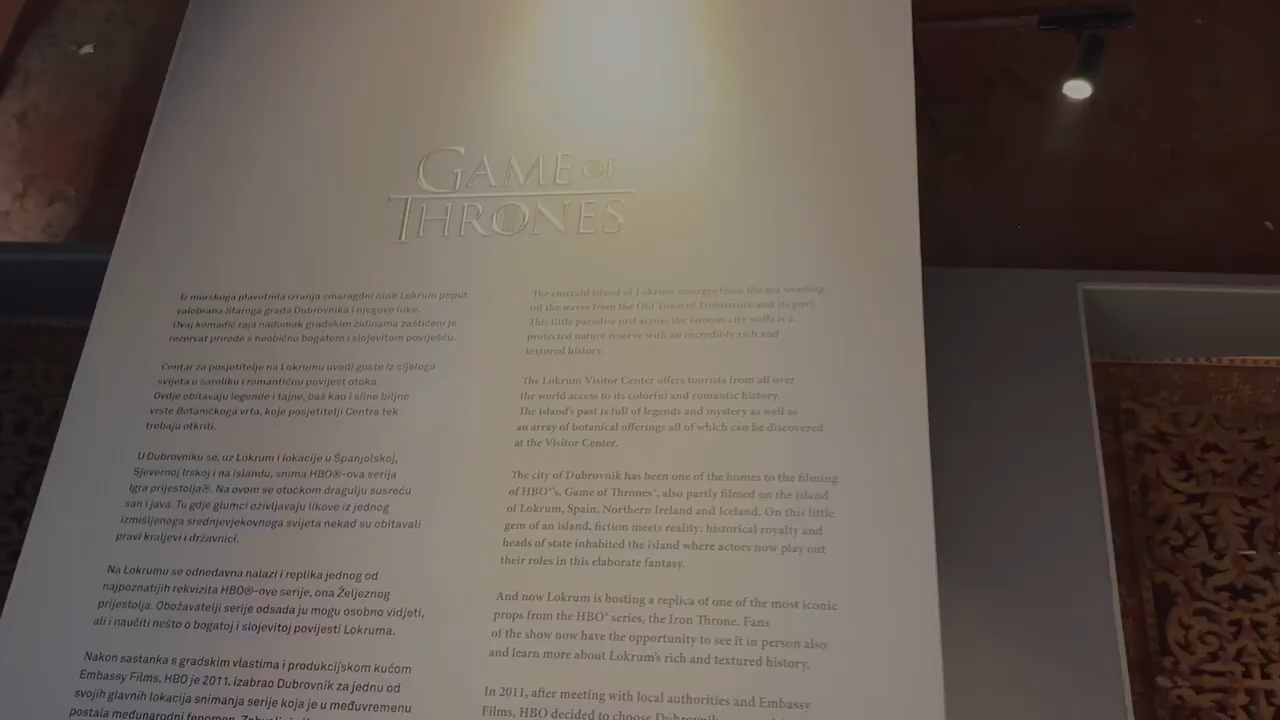 GAME OF
THRONES
Iz morskoga plavetnila izranja smaragdni otok Lokrum poput
valobrana Staroga grada Dubrovnika i njegove luke.
Ovaj komadić raja nadomak gradskim zidinama zaštićeni je
rezervat prirode s neobično bogatom i slojevitom poviješću.
Centar za posjetitelje na Lokrumu uvodi goste iz cijeloga
svijeta u šaroliku i romantičnu povijest otoka.
Ovdje obitavaju legende i tajne, baš kao i silne biljne
vrste Botaničkoga vrta, koje posjetitelji Centra tek
trebaju otkriti.
U Dubrovniku se, uz Lokrum i lokacije u Španjolskoj,
Sjevernoj Irskoj i na Islandu, snima HBO®-ova serija
Igra prijestolja®. Na ovom se otočkom dragulju susreću
san i java. Tu gdje glumci oživljavaju likove iz jednog
izmišljenoga srednjevjekovnoga svijeta nekad su obitavali
pravi kraljevi i državnici.
Na Lokrumu se odnedavna nalazi i replika jednog od
najpoznatijih rekvizita HBO®-ove serije, ona Željeznog
prijestolja. Obožavatelji serije odsada ju mogu osobno vidjeti,
ali i naučiti nešto o bogatoj i slojevitoj povijesti Lokruma.
Nakon sastanka s gradskim vlastima i produkcijskom kućom
Embassy Films, HBO je 2011. izabrao Dubrovnik za jednu od
svojih glavnih lokacija snimanja serije koja je u međuvremenu
postala međunarodni fenomen.
The emerald island of Lokrum emerges from the sea warding
off the waves from the Old Town of Dubrovnik and its port.
This little paradise just across the famous city walls is a
protected nature reserve with an incredibly rich and
textured history.
The Lokrum Visitor Center offers tourists from all over
the world access to its colorful and romantic history.
The island's past is full of legends and mystery as well as
an array of botanical offerings all of which can be discovered
at the Visitor Center.
The city of Dubrovnik has been one of the homes to the filming
of HBO®'s, Game of Thrones®, also partly filmed on the island
of Lokrum, Spain, Northern Ireland and Iceland. On this little
gem of an island, fiction meets reality: historical royalty and
heads of state inhabited the island where actors now play out
their roles in this elaborate fantasy.
And now Lokrum is hosting a replica of one of the most iconic
props from the HBO® series, the Iron Throne. Fans
of the show now have the opportunity to see it in person also
and learn more about Lokrum's rich and textured history.
In 2011, after meeting with local authorities and Embassy
Films, HBO decided to choose Dubrovnik